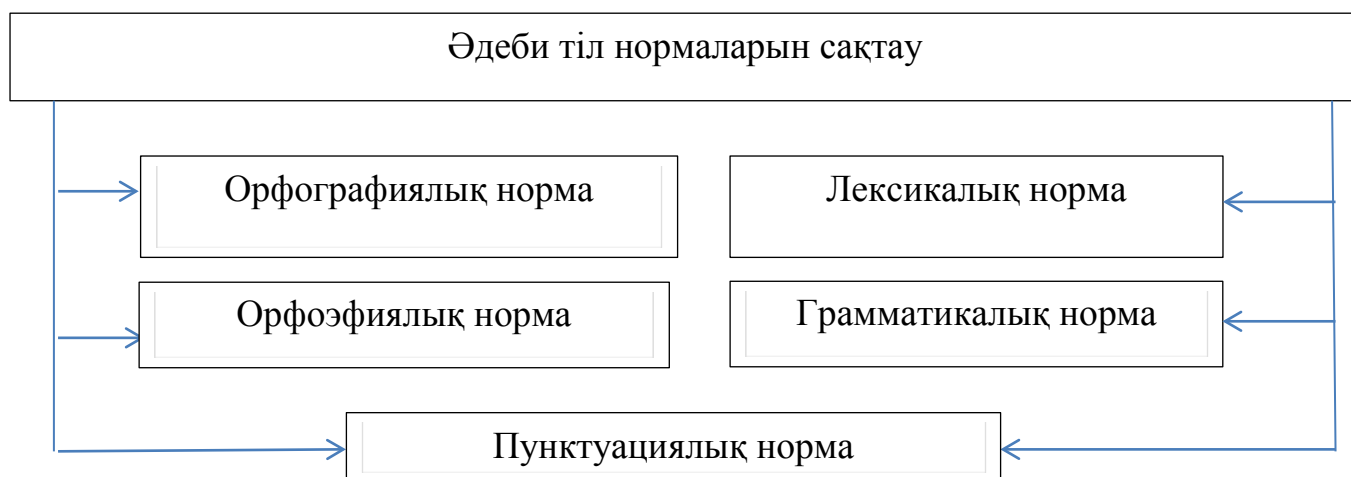 Әдеби тіл нормаларын сақтау
Орфографиялық норма
Лексикалық норма
Орфоэфиялық норма
Грамматикалық норма
Пунктуациялық норма